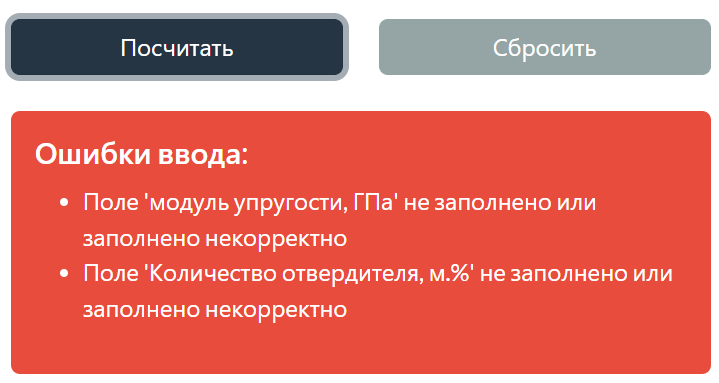 Посчитать
Сбросить
Ошибки ввода:
Поле 'модуль упругости, ГПа' не заполнено или
заполнено некорректно
Поле 'Количество отвердителя, м.%' не заполнено или
заполнено некорректно